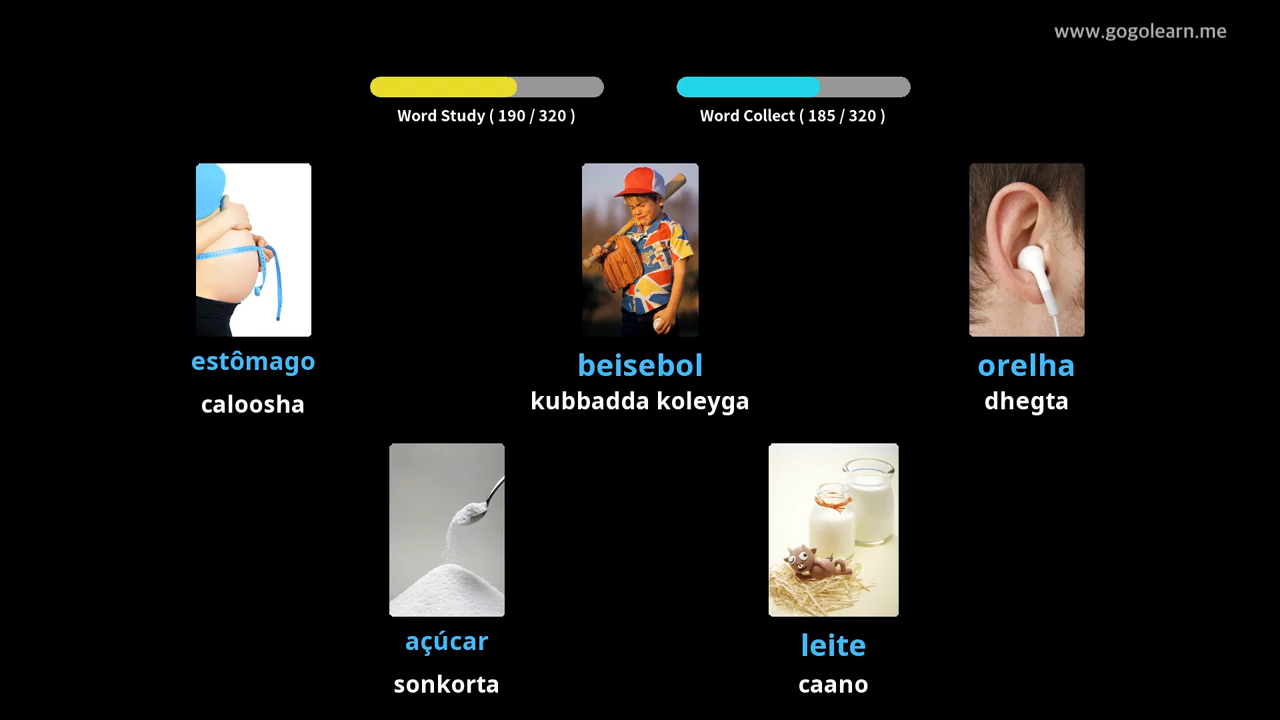 www.gogolearn.me
Word Study ( 190 / 320 )
Word Collect ( 185 / 320 )
estômago
caloosha
beisebol
kubbadda koleyga
orelha
dhegta
açúcar
sonkorta
leite
caano